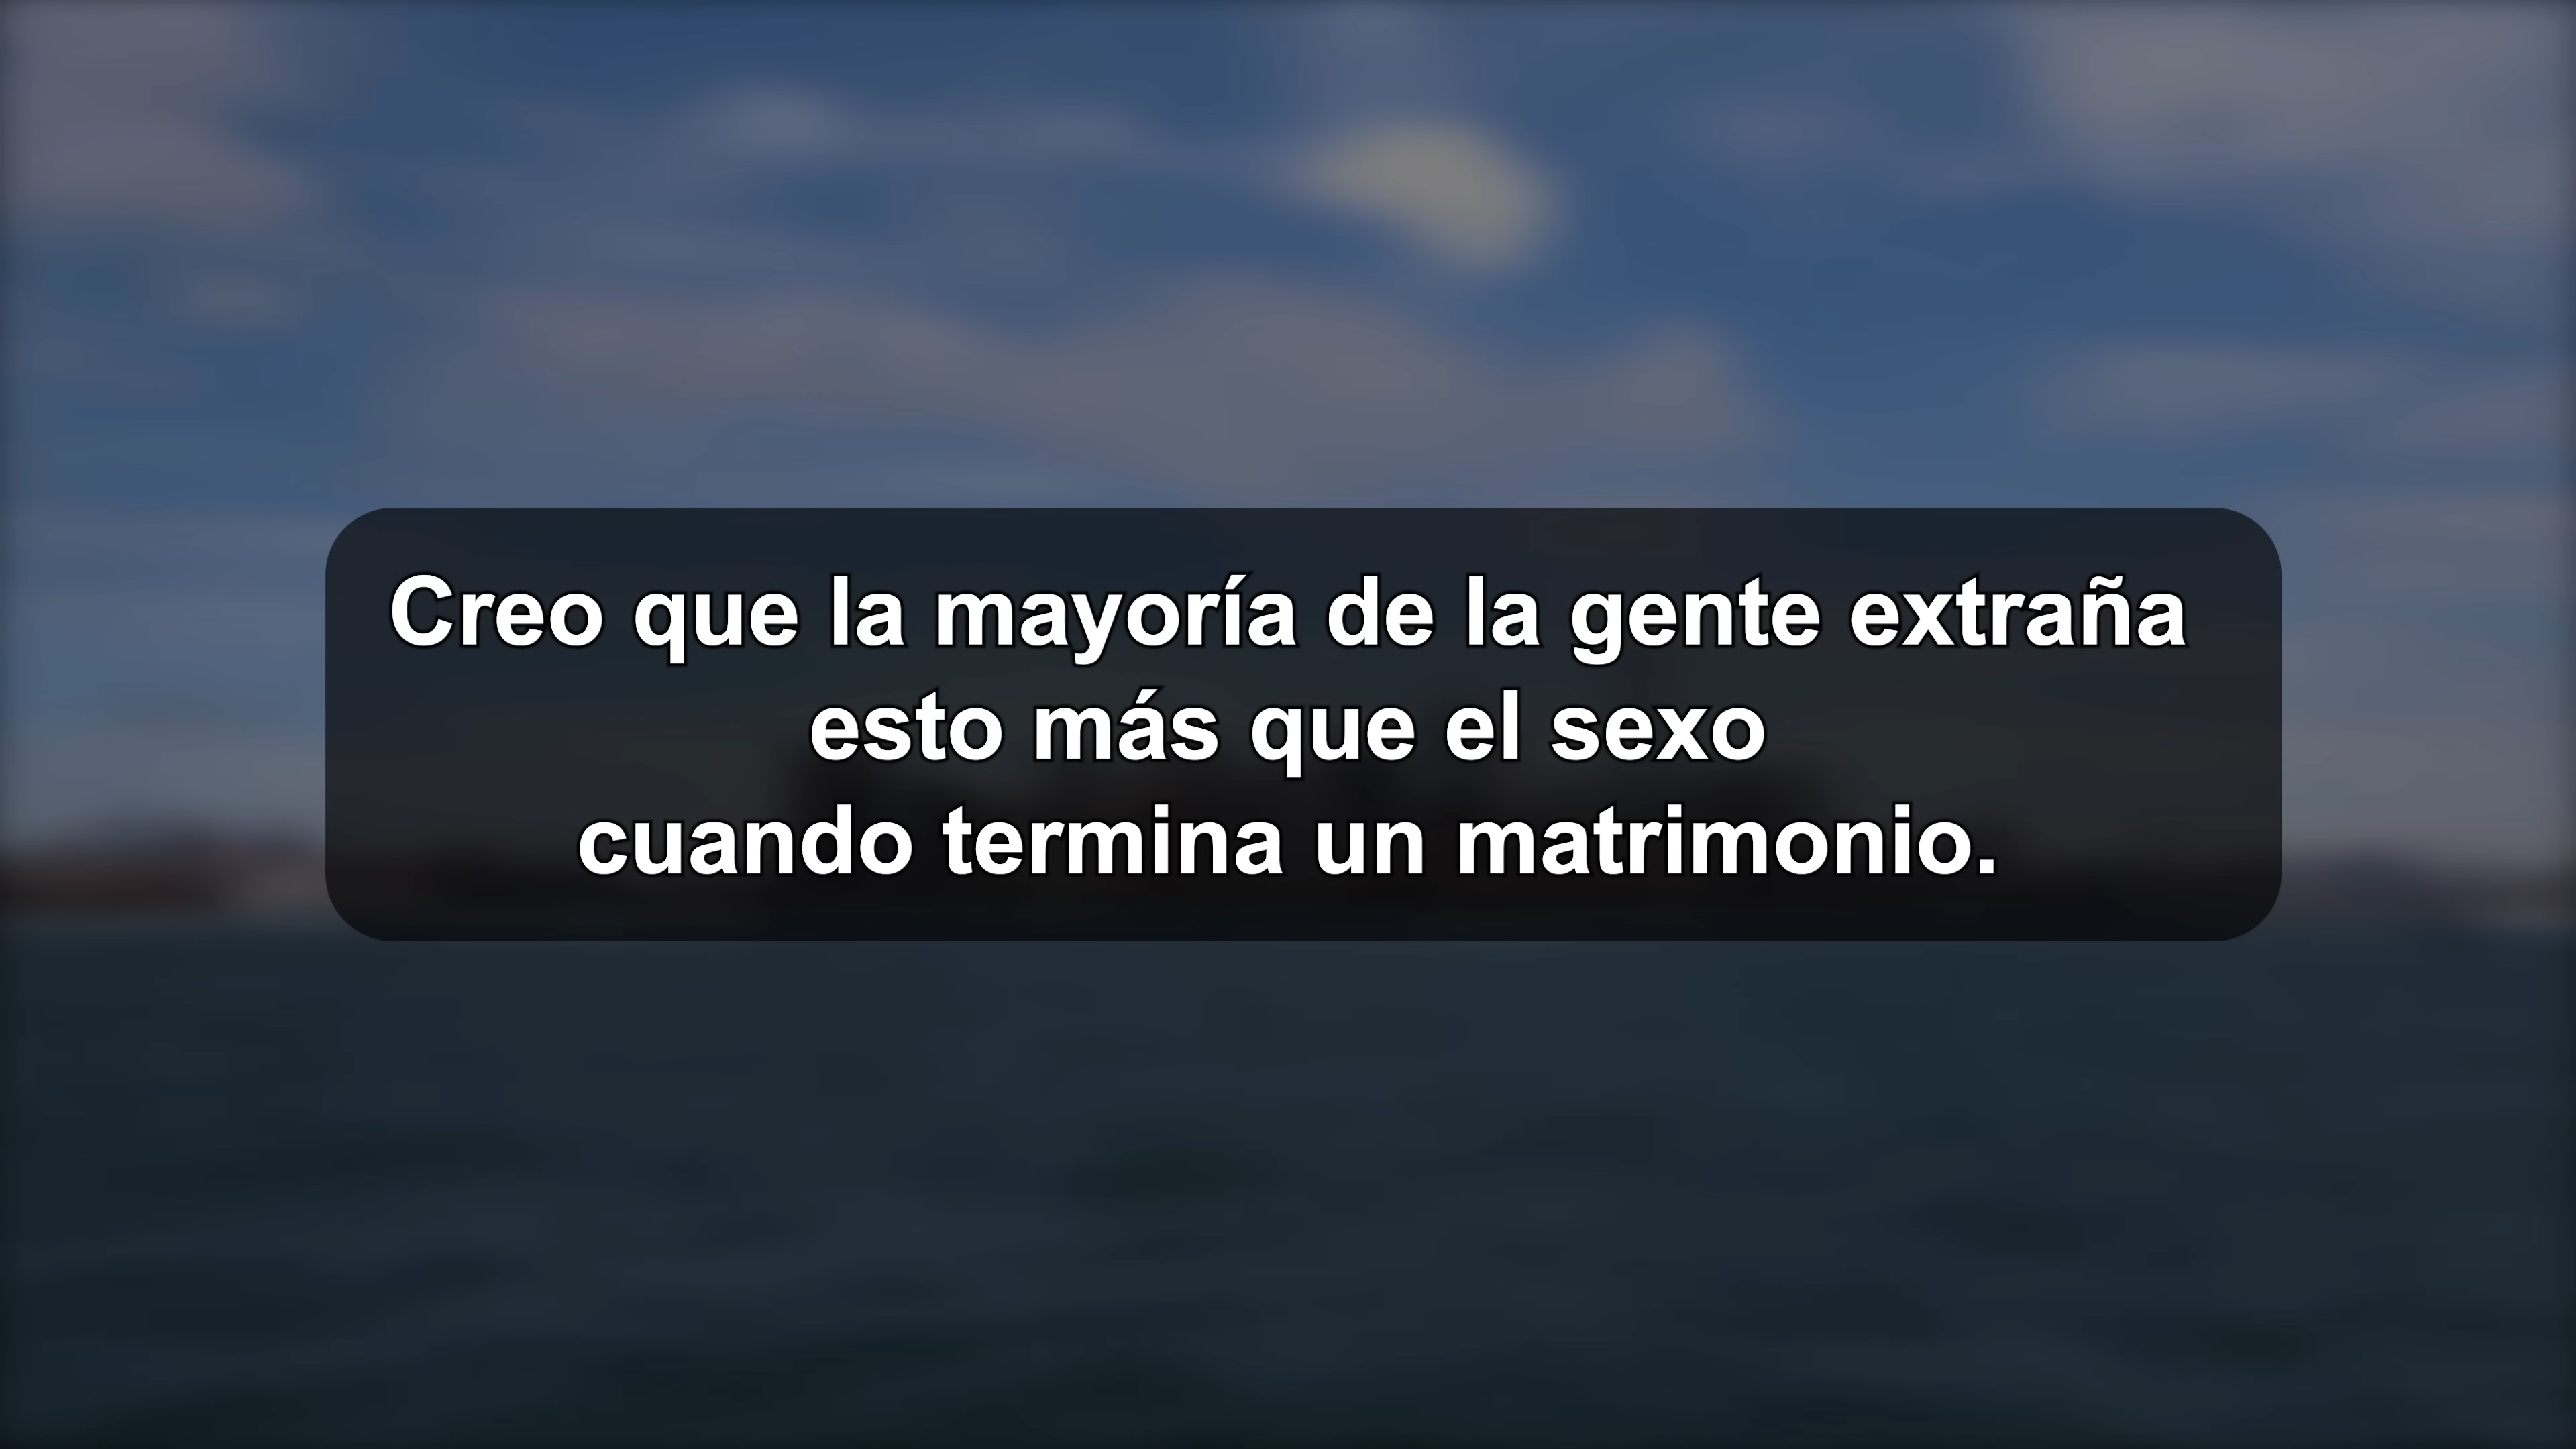 Creo que la mayoría de la gente extraña
esto más que el sexo
cuando termina un matrimonio.